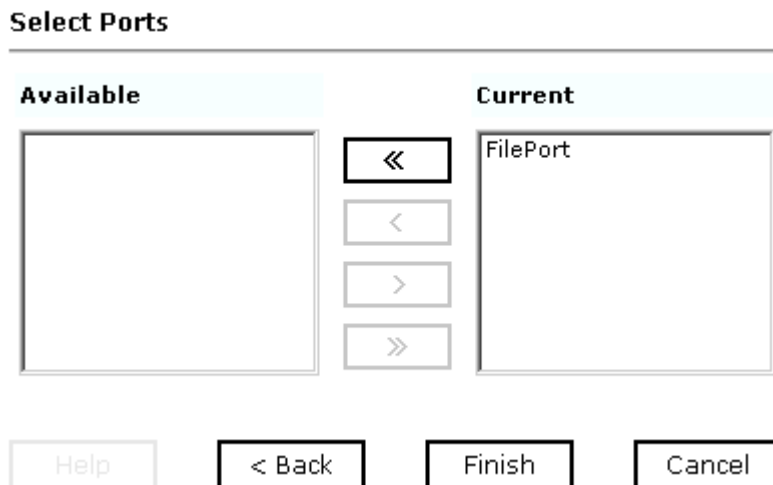 Select Ports
Available
Current
«
FilePort
<
>
»
Help
< Back
Finish
Cancel